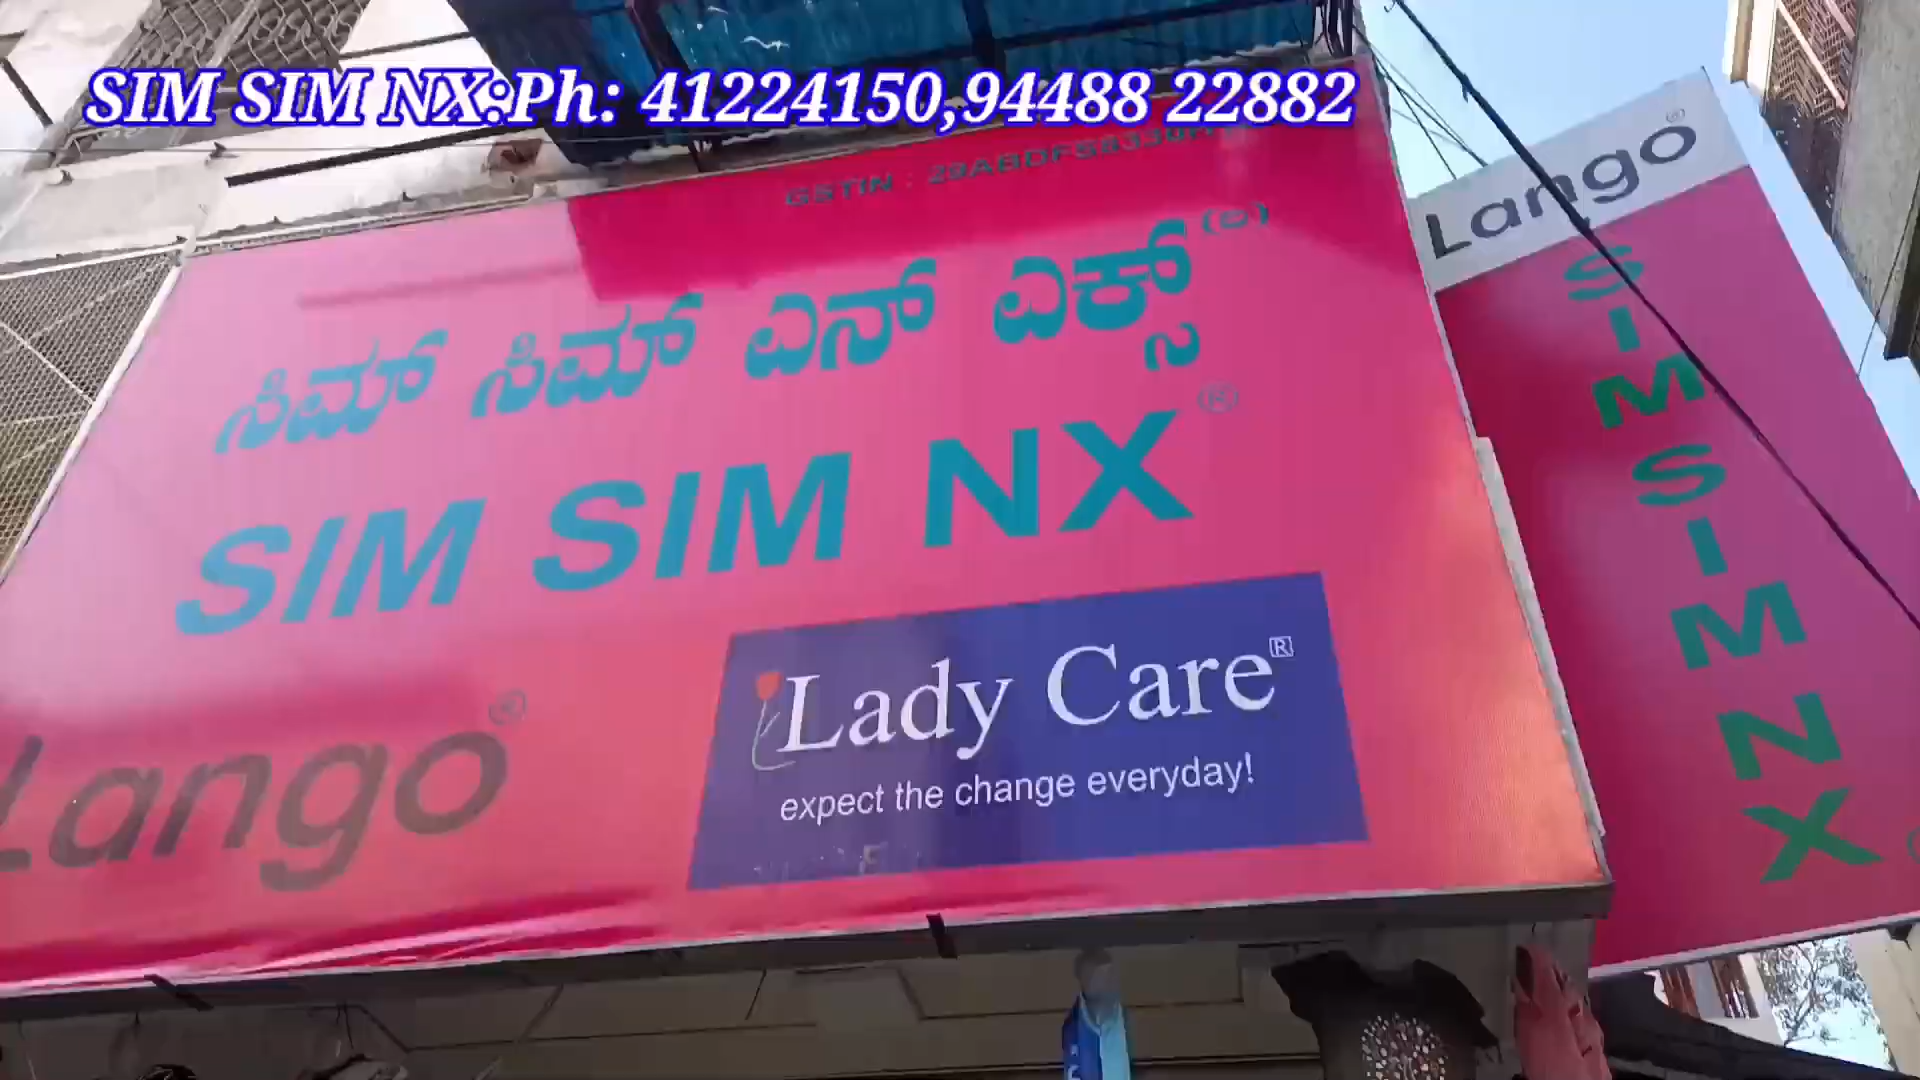 SIM SIM NX:Ph: 41224150,94488 22882
GSTIN :
ಸಿಮ್ ಸಿಮ್ ಎನ್ ಎಕ್ಸ್ (ಆ)
SIM SIM NX ®
Lango ®
Lady Care ®
expect the change everyday!
Lango ®
SIM SIM NX